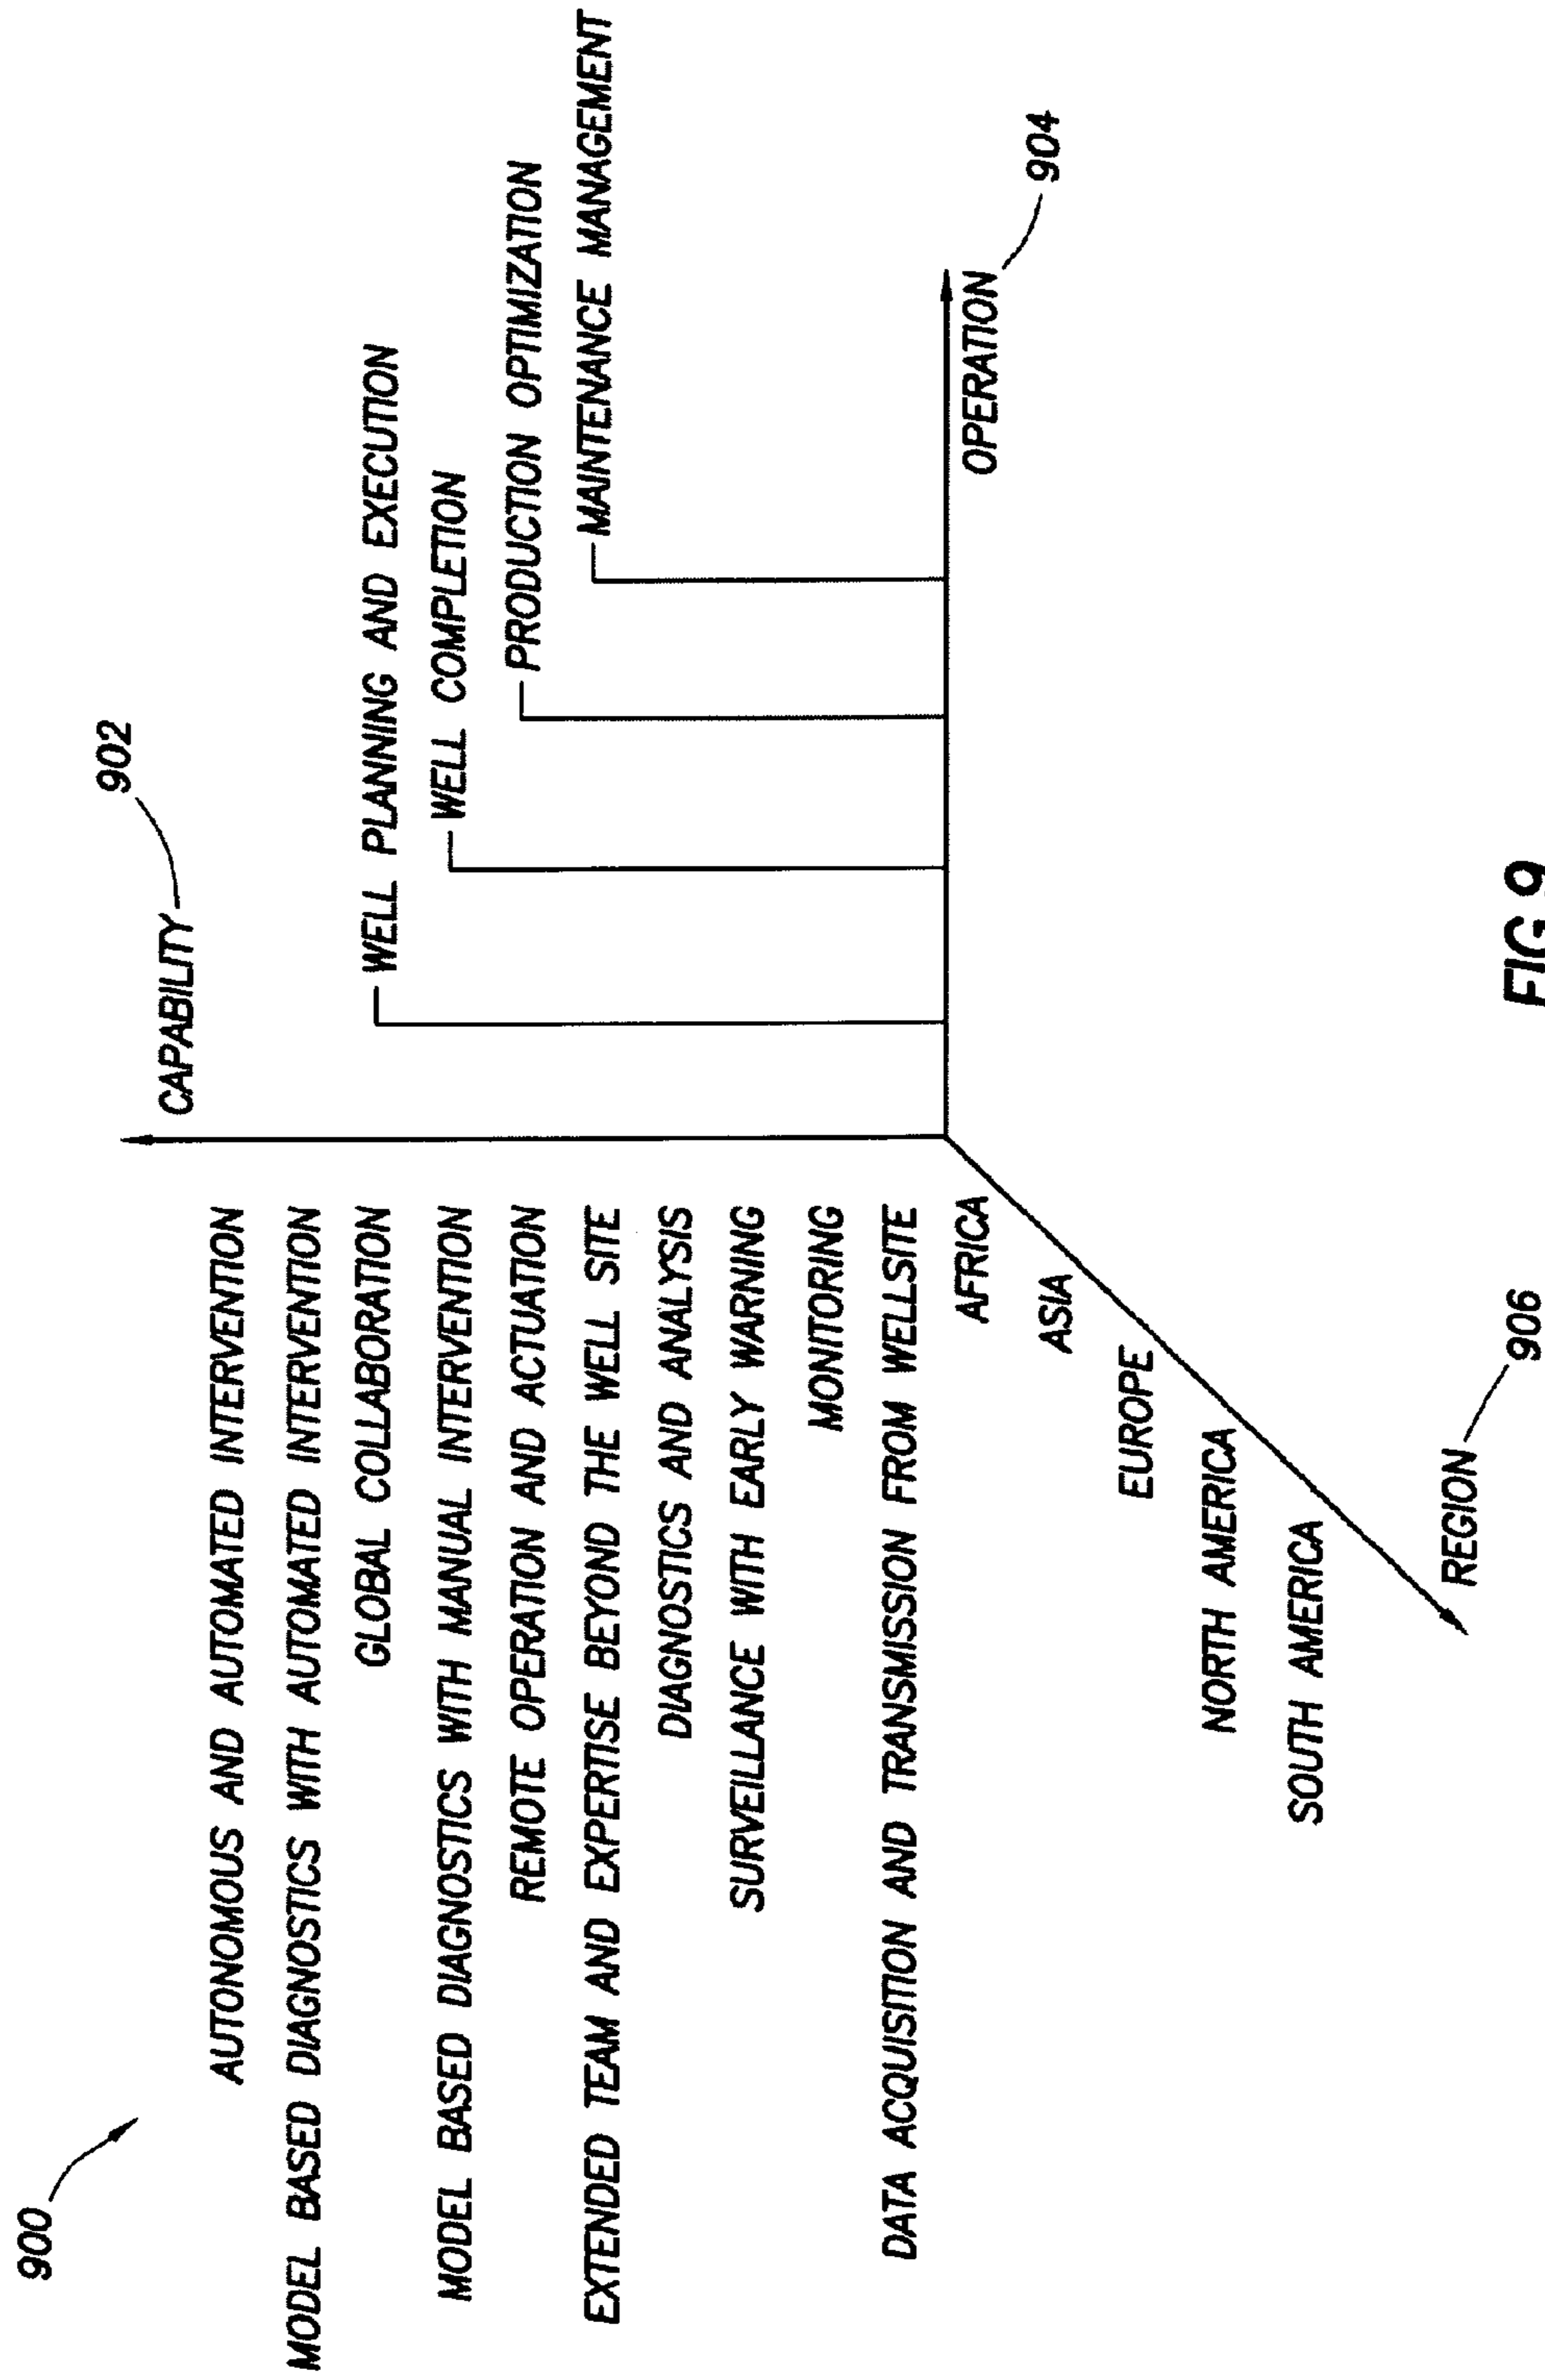 900
CAPABILITY
902
AUTONOMOUS AND AUTOMATED INTERVENTION
MODEL BASED DIAGNOSTICS WITH AUTOMATED INTERVENTION
GLOBAL COLLABORATION
MODEL BASED DIAGNOSTICS WITH MANUAL INTERVENTION
REMOTE OPERATION AND ACTUATION
EXTENDED TEAM AND EXPERTISE BEYOND THE WELL SITE
DIAGNOSTICS AND ANALYSIS
SURVEILLANCE WITH EARLY WARNING
MONITORING
DATA ACQUISITION AND TRANSMISSION FROM WELLSITE
WELL PLANNING AND EXECUTION
WELL COMPLETION
PRODUCTION OPTIMIZATION
MAINTENANCE MANAGEMENT
OPERATION
904
AFRICA
ASIA
EUROPE
NORTH AMERICA
SOUTH AMERICA
REGION
906
FIG.9